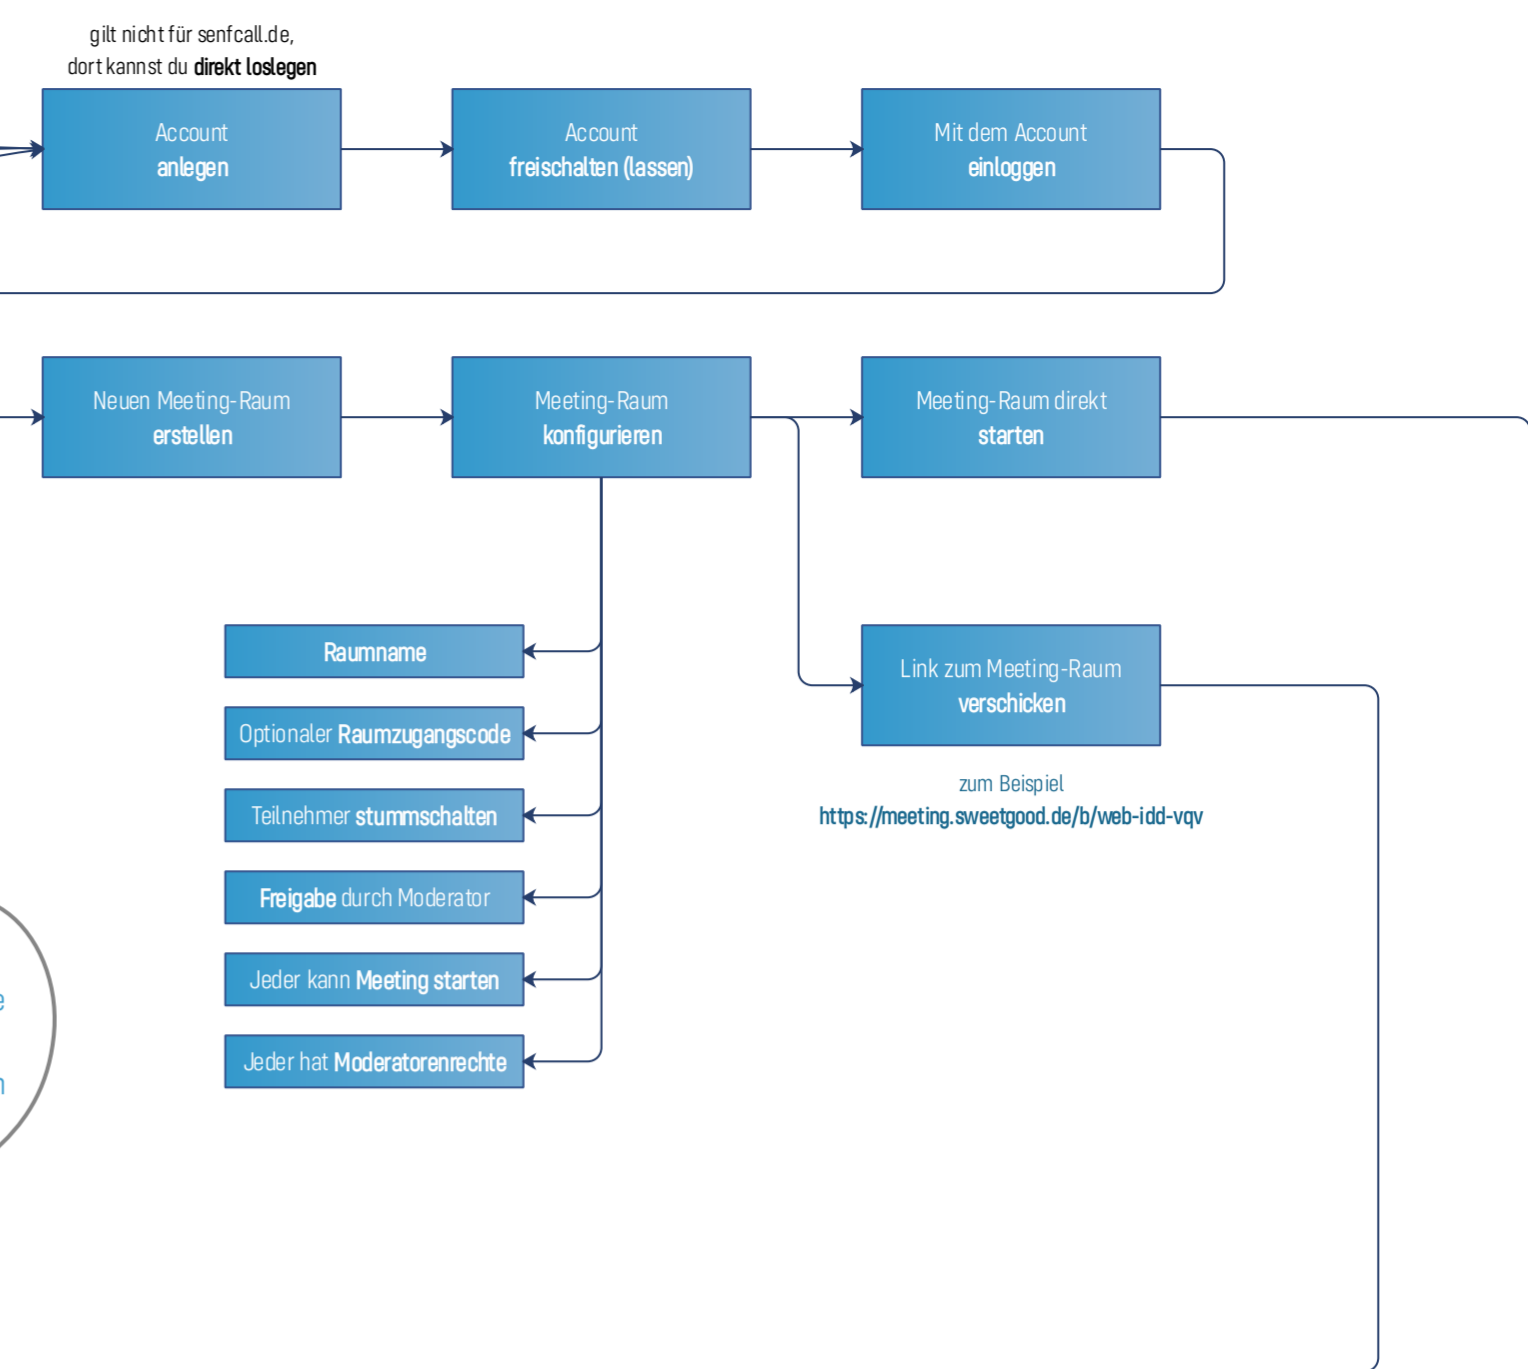 gilt nicht für senfcall.de,
dort kannst du direkt loslegen
Account
anlegen
Account
freischalten (lassen)
Mit dem Account
einloggen
Neuen Meeting-Raum
erstellen
Meeting-Raum
konfigurieren
Meeting-Raum direkt
starten
Raumname
Optionaler Raumzugangscode
Teilnehmer stummschalten
Freigabe durch Moderator
Jeder kann Meeting starten
Jeder hat Moderatorenrechte
Link zum Meeting-Raum
verschicken
zum Beispiel
https://meeting.sweetgood.de/b/web-idd-vqv